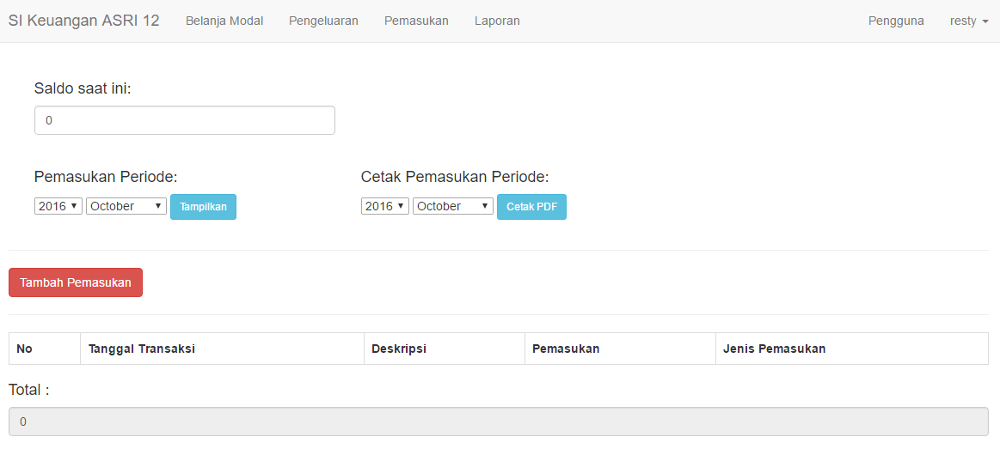 SI Keuangan ASRI 12 Belanja Modal Pengeluaran Pemasukan Laporan Pengguna resty
Saldo saat ini:
0
Pemasukan Periode: Cetak Pemasukan Periode:
2016 October Tampilkan 2016 October Cetak PDF
Tambah Pemasukan
No Tanggal Transaksi Deskripsi Pemasukan Jenis Pemasukan
Total :
0